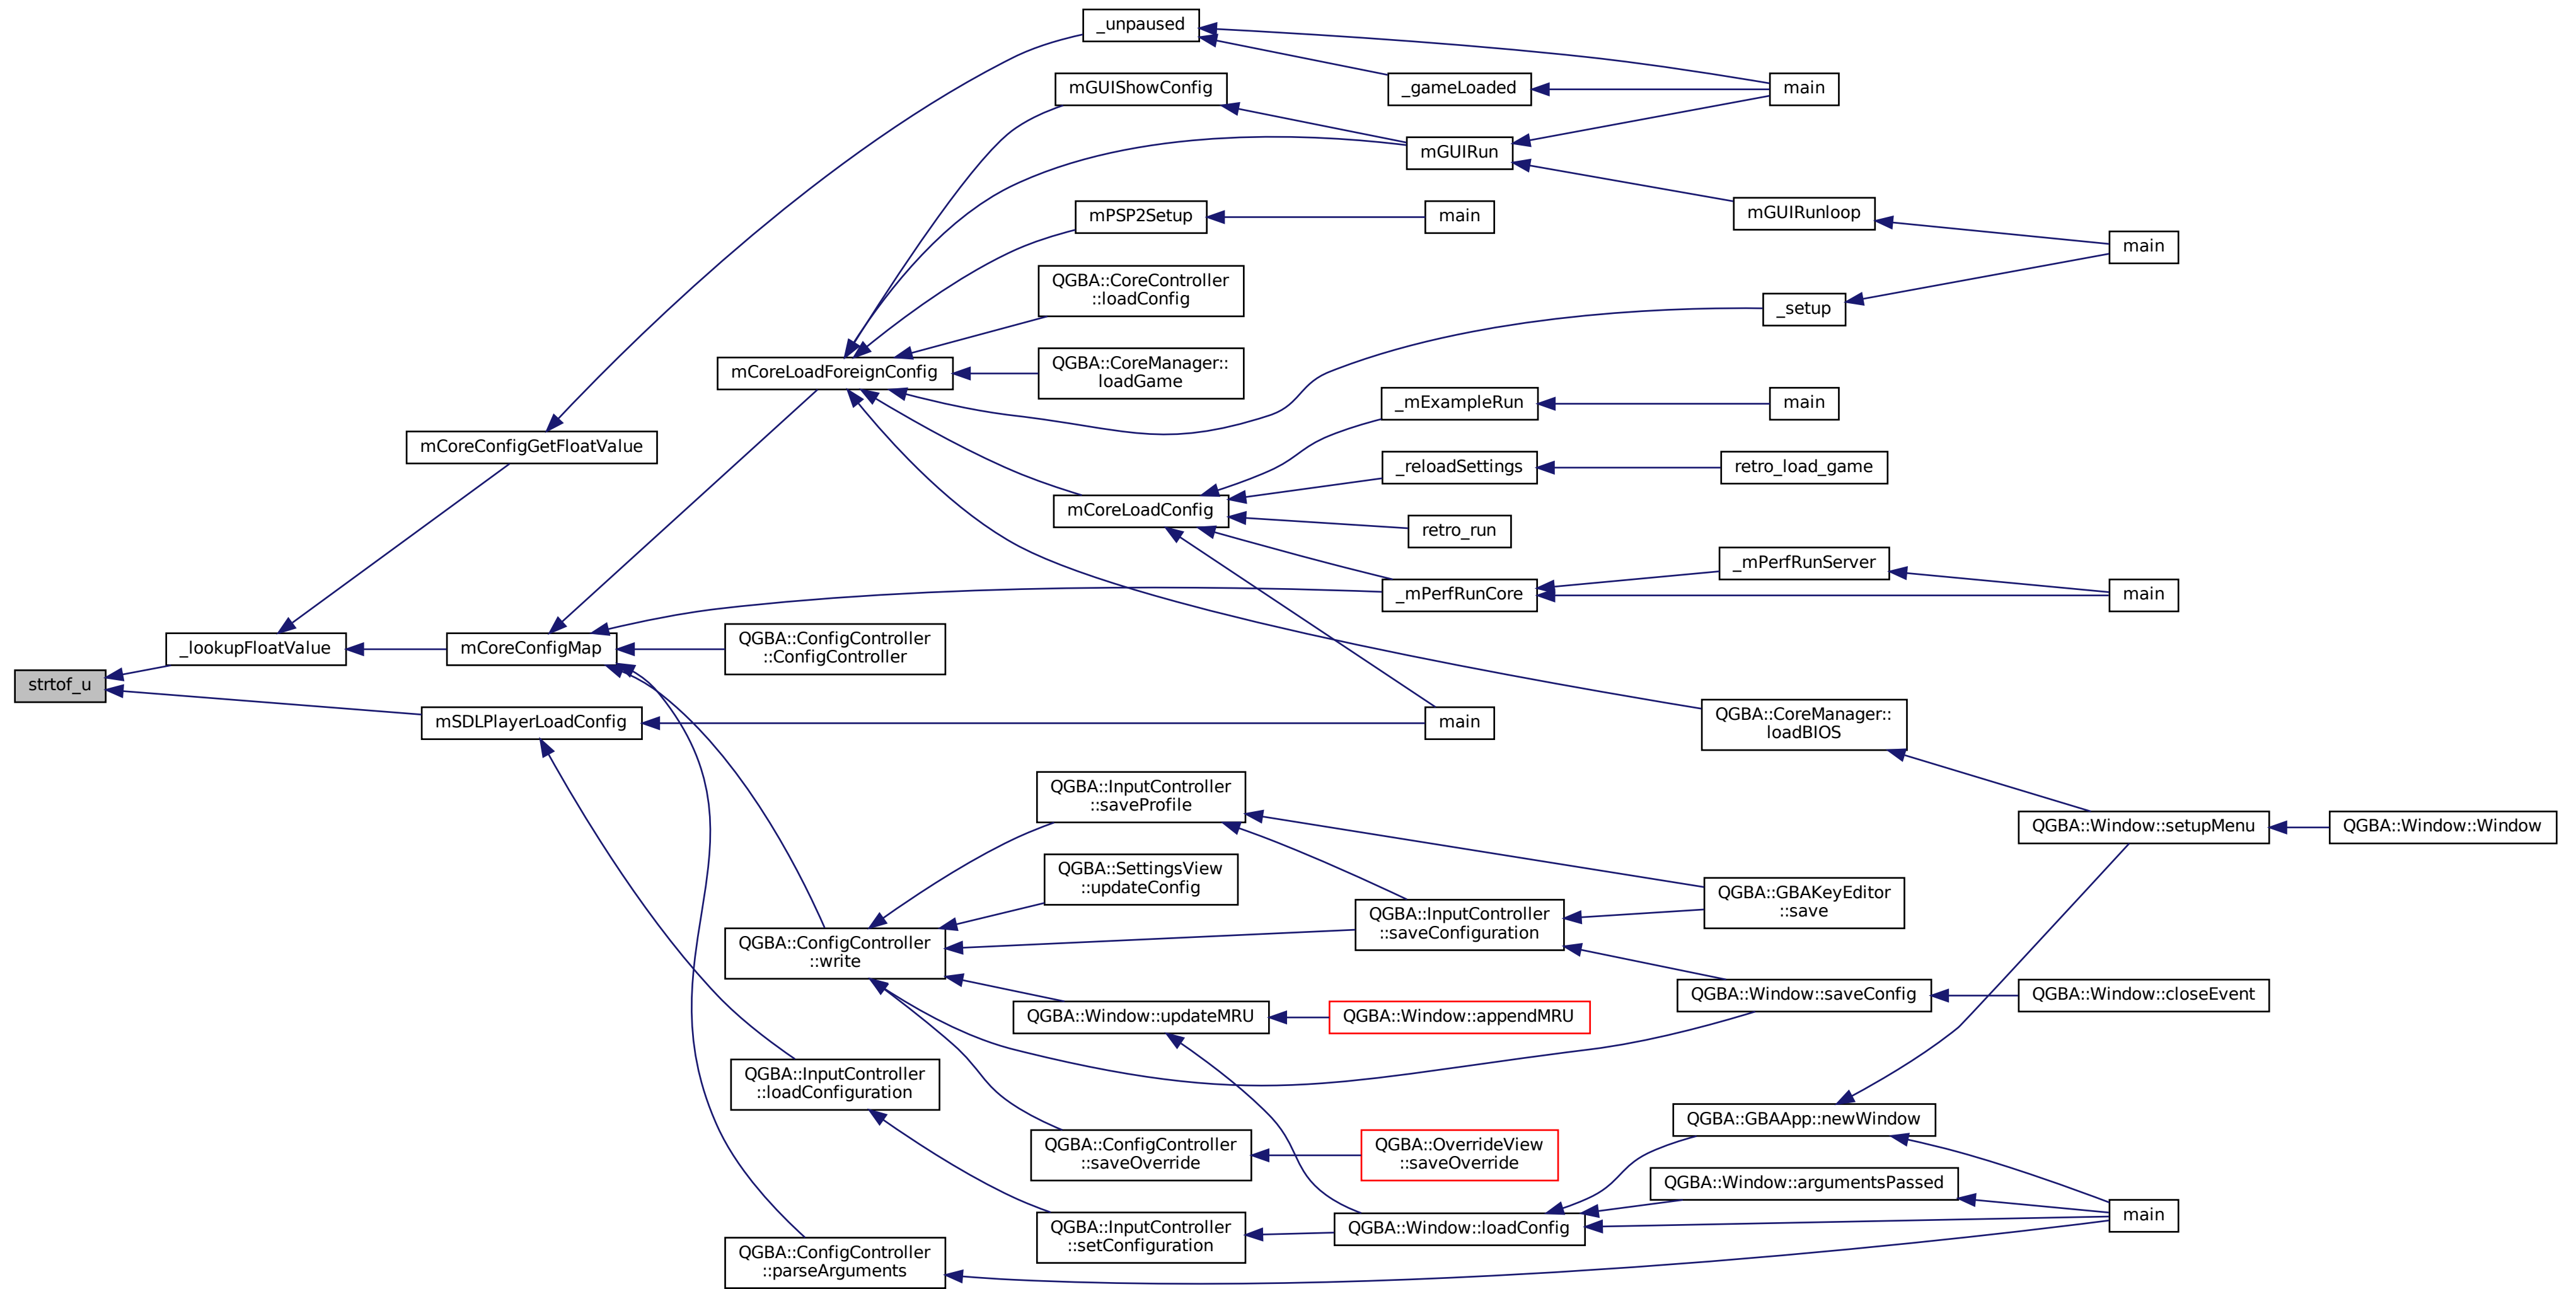 _unpaused
mGUIShowConfig
_gameLoaded
main
mGUIRun
mPSP2Setup
main
mGUIRunloop
main
QGBA::CoreController
::loadConfig
_setup
mCoreLoadForeignConfig
QGBA::CoreManager::
loadGame
_mExampleRun
main
mCoreConfigGetFloatValue
_reloadSettings
retro_load_game
mCoreLoadConfig
retro_run
_mPerfRunServer
_mPerfRunCore
main
_lookupFloatValue
mCoreConfigMap
QGBA::ConfigController
::ConfigController
strtof_u
mSDLPlayerLoadConfig
main
QGBA::CoreManager::
loadBIOS
QGBA::InputController
::saveProfile
QGBA::Window::setupMenu
QGBA::Window::Window
QGBA::SettingsView
::updateConfig
QGBA::GBAKeyEditor
::save
QGBA::InputController
::saveConfiguration
QGBA::ConfigController
::write
QGBA::Window::saveConfig
QGBA::Window::closeEvent
QGBA::Window::updateMRU
QGBA::Window::appendMRU
QGBA::InputController
::loadConfiguration
QGBA::GBAApp::newWindow
QGBA::ConfigController
::saveOverride
QGBA::OverrideView
::saveOverride
QGBA::Window::argumentsPassed
main
QGBA::InputController
::setConfiguration
QGBA::Window::loadConfig
QGBA::ConfigController
::parseArguments